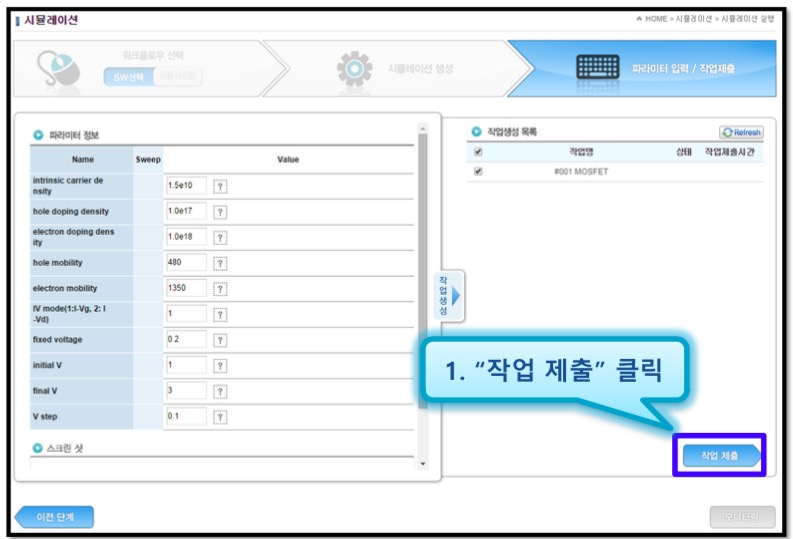 시뮬레이션
HOME > 시뮬레이션 > 시뮬레이션 실행
워크플로우 선택
SW선택
시뮬레이션 생성
파라미터 입력 / 작업제출
파라미터 정보
Name Sweep Value
intrinsic carrier de
nsity
1.5e10 ?
hole doping density 1.0e17 ?
electron doping dens
ity
1.0e18 ?
hole mobility 480 ?
electron mobility 1350 ?
IV mode(1:I-Vg, 2: I
-Vd)
1 ?
fixed voltage 0.2 ?
initial V 1 ?
final V 3 ?
V step 0.1 ?
스크린 샷
작업생성
작업생성 목록
Refresh
작업명 상태 작업제출시간
#001 MOSFET
1. “작업 제출” 클릭
작업 제출
이전 단계
모니터링